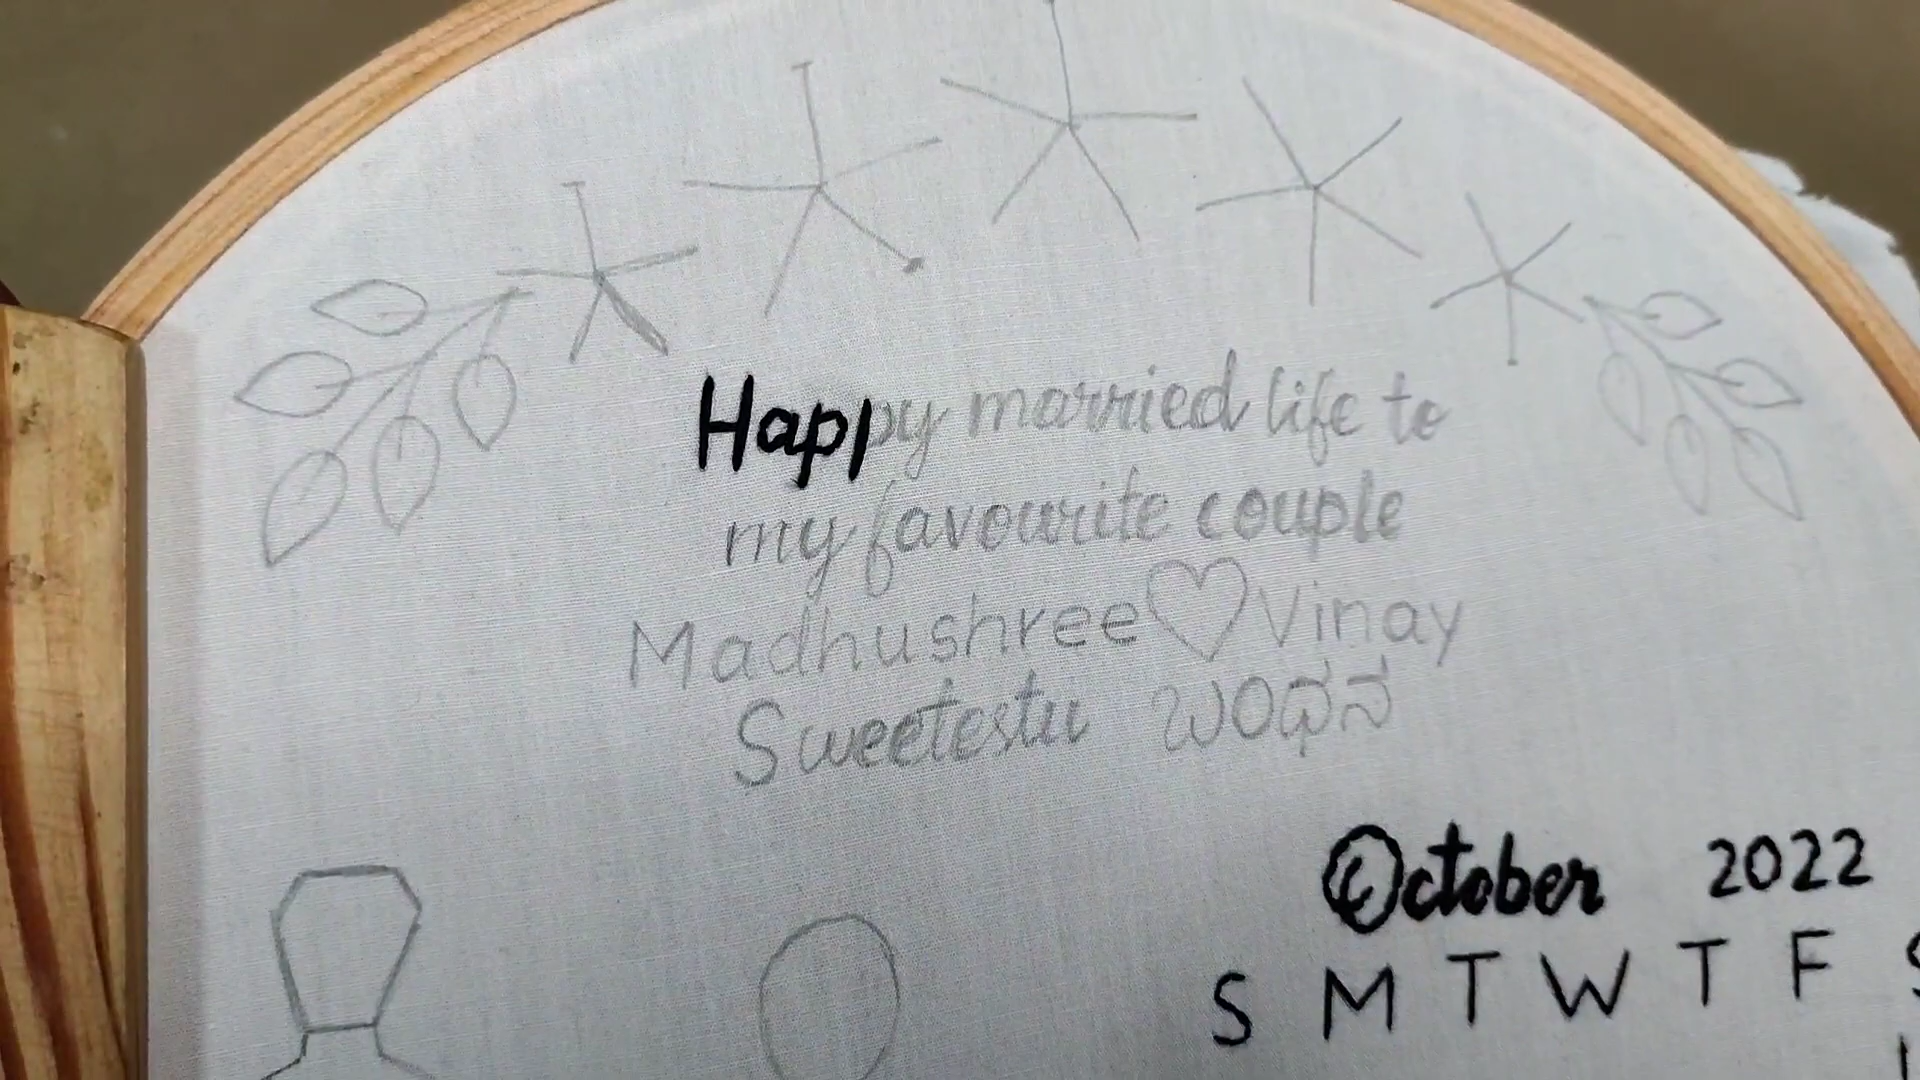 Happy married life to
my favourite couple
Madhushree♡Vinay
Sweetestu ಬಂಧನ
October 2022
S M T W T F S